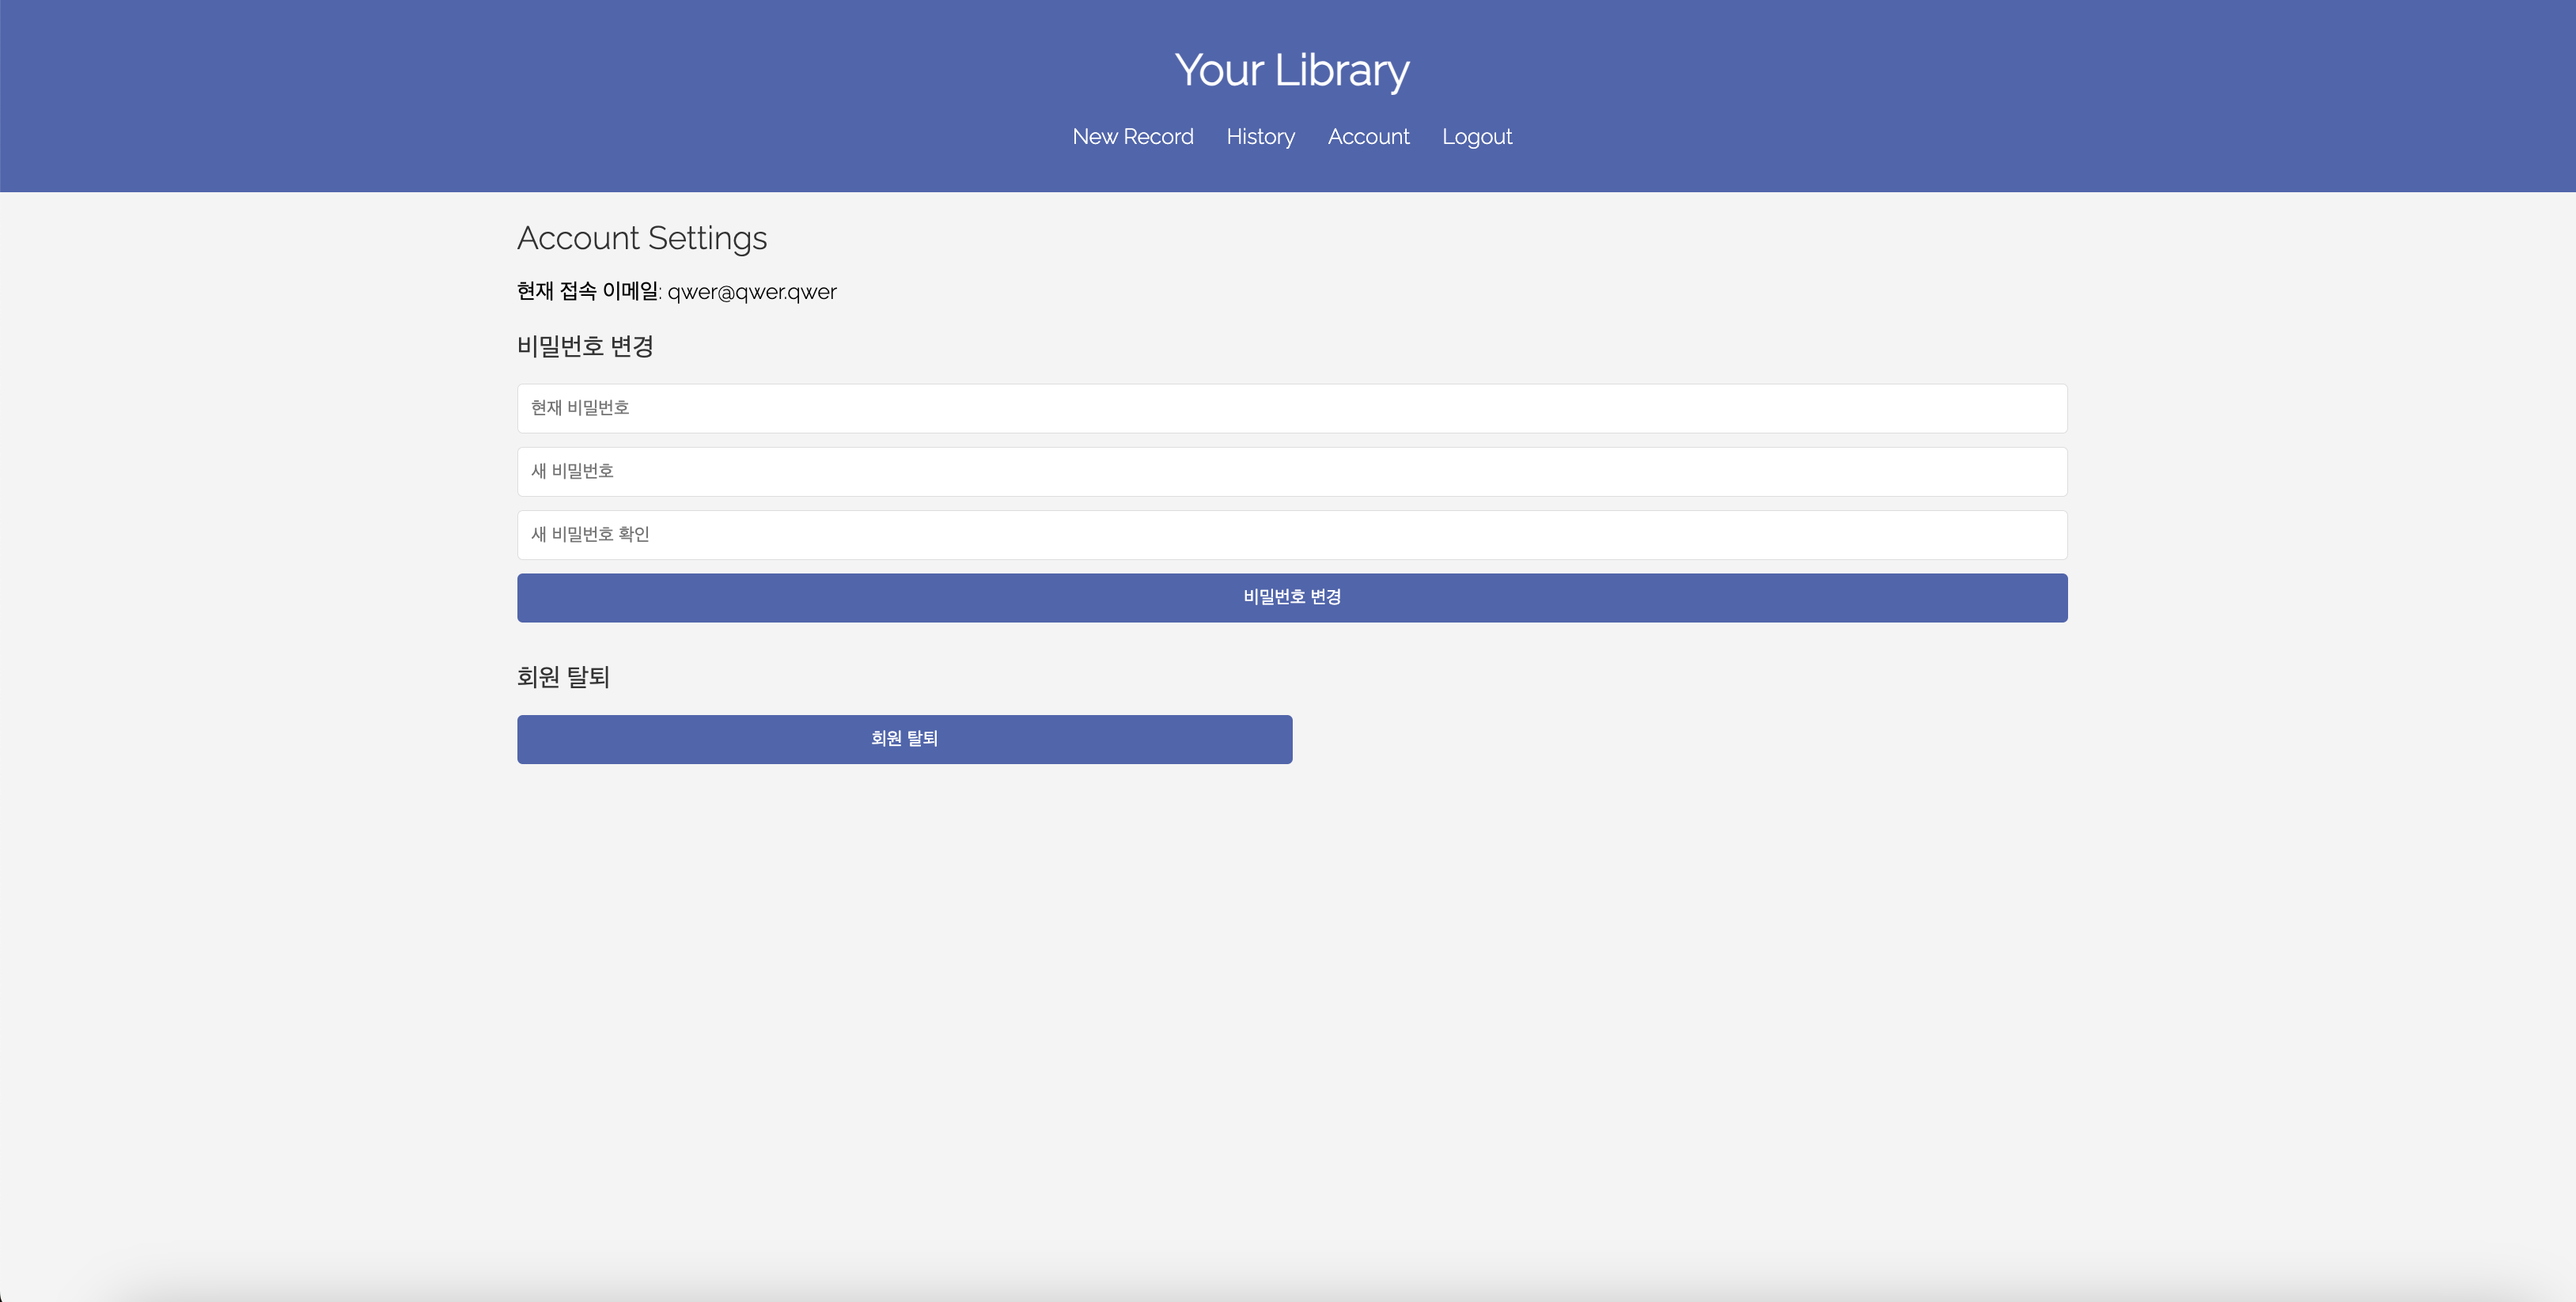 Your Library
New Record History Account Logout
Account Settings
현재 접속 이메일: qwer@qwer.qwer
비밀번호 변경
현재 비밀번호
새 비밀번호
새 비밀번호 확인
비밀번호 변경
회원 탈퇴
회원 탈퇴